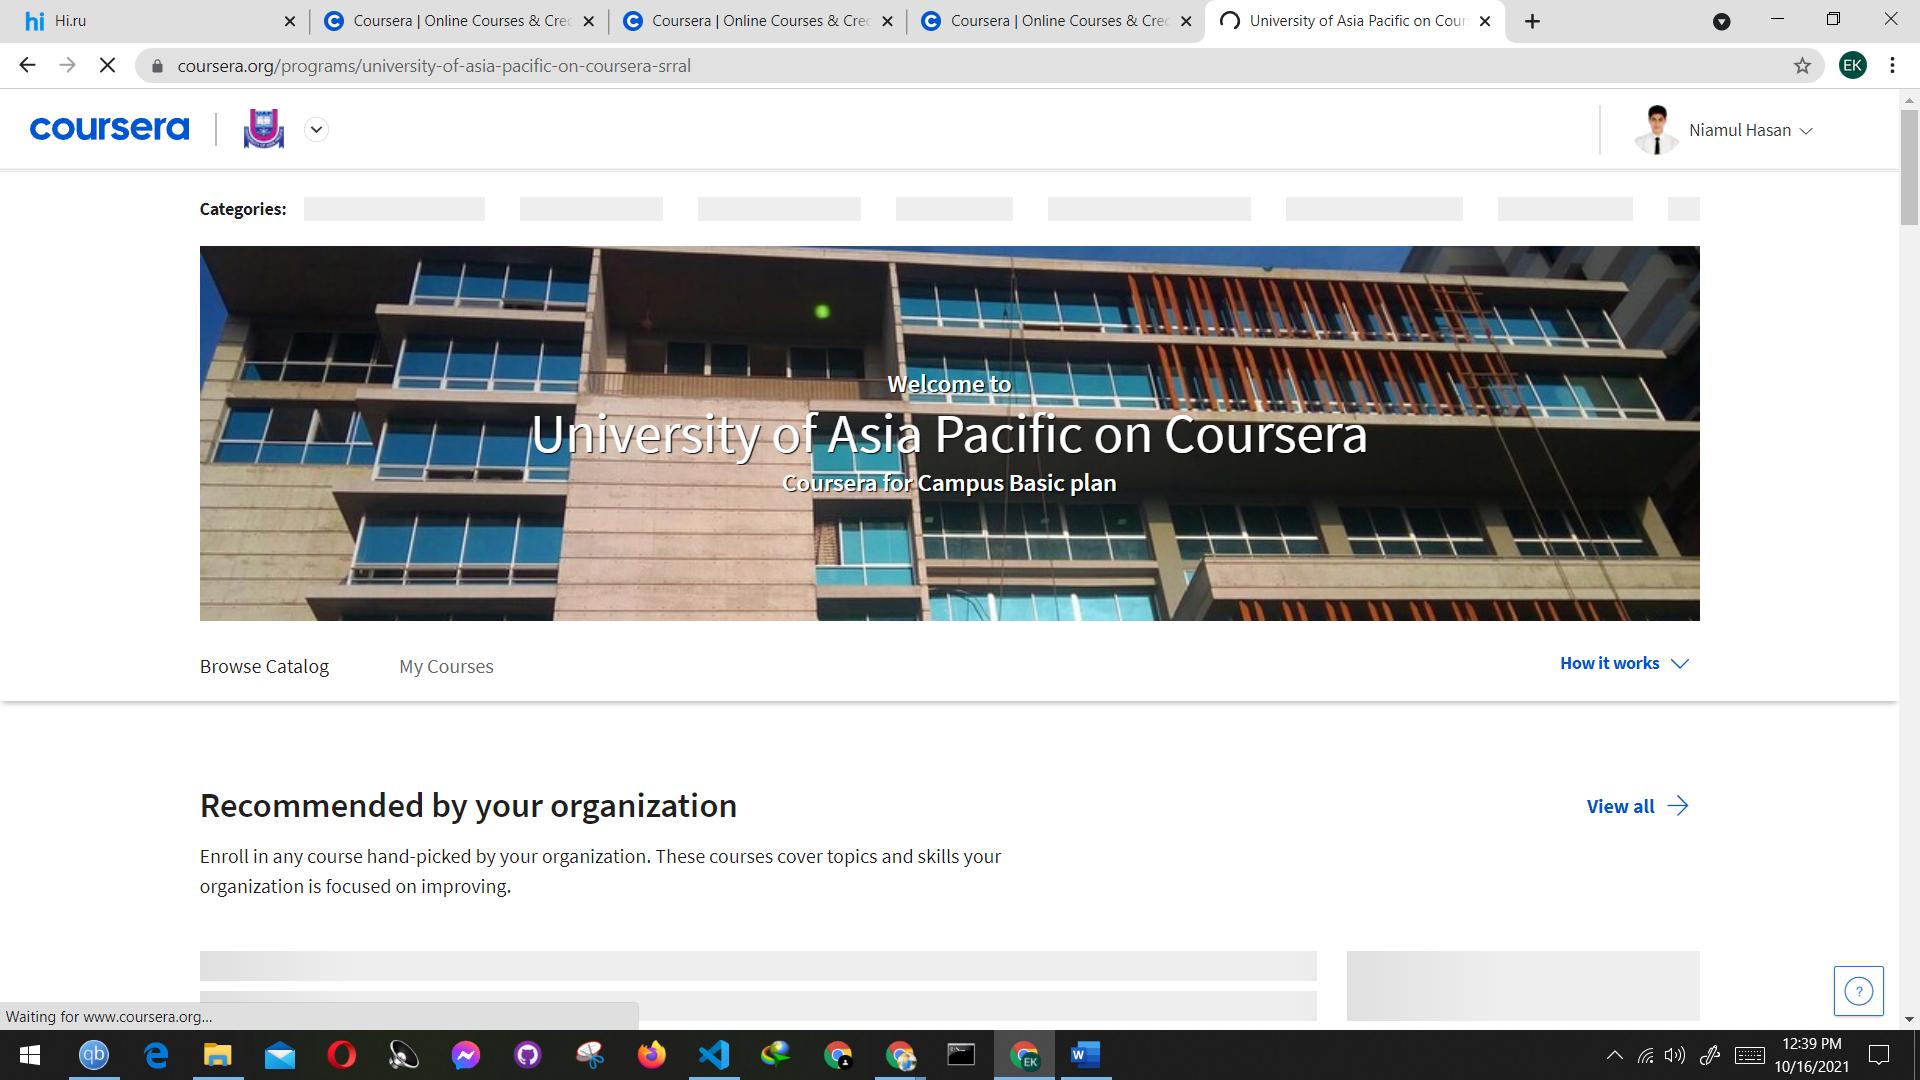 hi Hi.ru
Coursera | Online Courses & Crec
Coursera | Online Courses & Crec
Coursera | Online Courses & Crec
University of Asia Pacific on Cour
coursera.org/programs/university-of-asia-pacific-on-coursera-srral
EK
coursera
UAP
Niamul Hasan
Categories:
Welcome to
University of Asia Pacific on Coursera
Coursera for Campus Basic plan
Browse Catalog
My Courses
How it works
Recommended by your organization
View all
Enroll in any course hand-picked by your organization. These courses cover topics and skills your
organization is focused on improving.
?
Waiting for www.coursera.org...
qb
EK
W
12:39 PM
10/16/2021